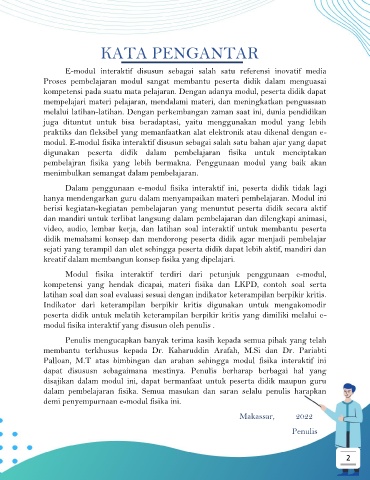 KATA PENGANTAR
E-modul interaktif disusun sebagai salah satu referensi inovatif media
Proses pembelajaran modul sangat membantu peserta didik dalam menguasai
kompetensi pada suatu mata pelajaran. Dengan adanya modul, peserta didik dapat
mempelajari materi pelajaran, mendalami materi, dan meningkatkan penguasaan
melalui latihan-latihan. Dengan perkembangan zaman saat ini, dunia pendidikan
juga dituntut untuk bisa beradaptasi, yaitu menggunakan modul yang lebih
praktiks dan fleksibel yang memanfaatkan alat elektronik atau dikenal dengan e-
modul. E-modul fisika interaktif disusun sebagai salah satu bahan ajar yang dapat
digunakan peserta didik dalam pembelajaran fisika untuk menciptakan
pembelajran fisika yang lebih bermakna. Penggunaan modul yang baik akan
menimbulkan semangat dalam pembelajaran.
Dalam penggunaan e-modul fisika interaktif ini, peserta didik tidak lagi
hanya mendengarkan guru dalam menyampaikan materi pembelajaran. Modul ini
berisi kegiatan-kegiatan pembelajaran yang menuntut peserta didik secara aktif
dan mandiri untuk terlibat langsung dalam pembelajaran dan dilengkapi animasi,
video, audio, lembar kerja, dan latihan soal interaktif untuk membantu peserta
didik memahami konsep dan mendorong peserta didik agar menjadi pembelajar
sejati yang terampil dan ulet sehingga peserta didik dapat lebih aktif, mandiri dan
kreatif dalam membangun konsep fisika yang dipelajari.
Modul fisika interaktif terdiri dari petunjuk penggunaan e-modul,
kompetensi yang hendak dicapai, materi fisika dan LKPD, contoh soal serta
latihan soal dan soal evaluasi sesuai dengan indikator keterampilan berpikir kritis.
Indikator dari keterampilan berpikir kritis digunakan untuk mengakomodir
peserta didik untuk melatih keterampilan berpikir kritis yang dimiliki melalui e-
modul fisika interaktif yang disusun oleh penulis .
Penulis mengucapkan banyak terima kasih kepada semua pihak yang telah
membantu terkhusus kepada Dr. Kaharuddin Arafah, M.Si dan Dr. Pariabti
Palloan, M.T atas bimbingan dan arahan sehingga modul fisika interaktif ini
dapat disususn sebagaimana mestinya. Penulis berharap berbagai hal yang
disajikan dalam modul ini, dapat bermanfaat untuk peserta didik maupun guru
dalam pembelajaran fisika. Semua masukan dan saran selalu penulis harapkan
demi penyempurnaan e-modul fisika ini.
Makassar, 2022
Penulis
2